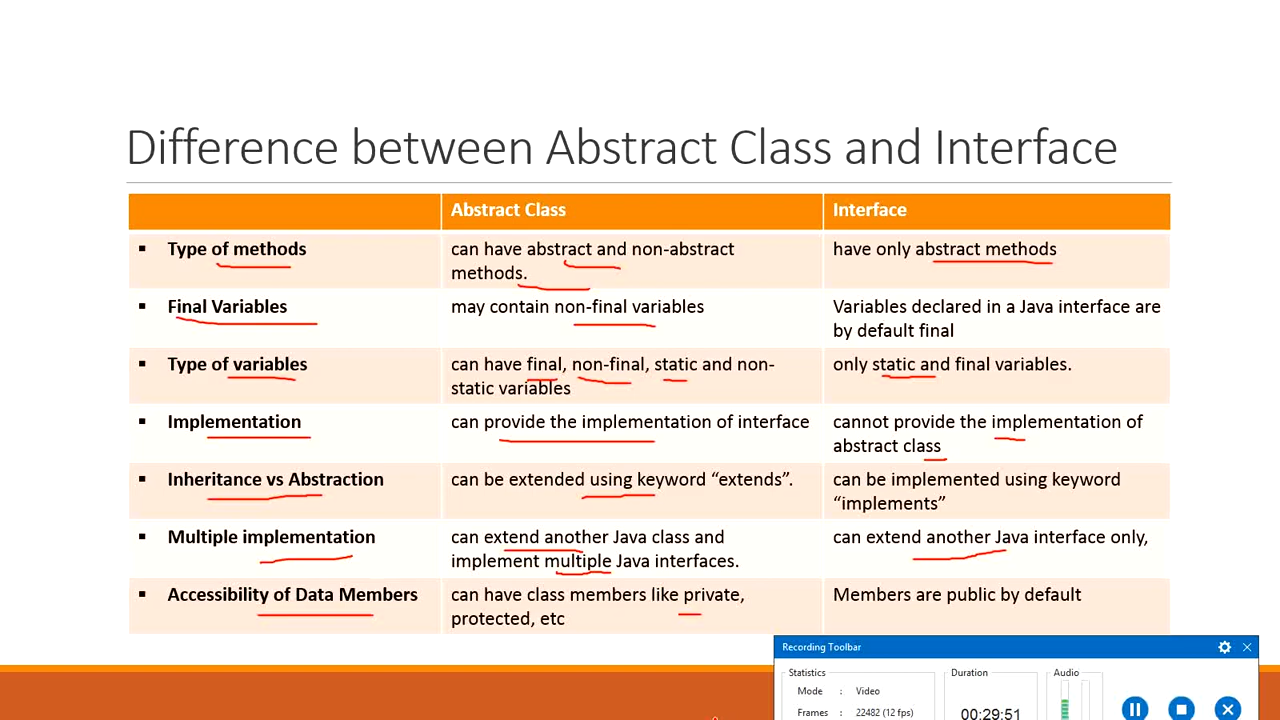 Difference between Abstract Class and Interface
Abstract Class
Interface
▪ Type of methods
can have abstract and non-abstract
methods.
have only abstract methods
▪ Final Variables
may contain non-final variables
Variables declared in a Java interface are
by default final
▪ Type of variables
can have final, non-final, static and non-
static variables
only static and final variables.
▪ Implementation
can provide the implementation of interface
cannot provide the implementation of
abstract class
▪ Inheritance vs Abstraction
can be extended using keyword “extends”.
can be implemented using keyword
“implements”
▪ Multiple implementation
can extend another Java class and
implement multiple Java interfaces.
can extend another Java interface only,
▪ Accessibility of Data Members
can have class members like private,
protected, etc
Members are public by default
Recording Toolbar
Statistics
Mode : Video
Frames : 22482 (12 fps)
Duration
00:29:51
Audio